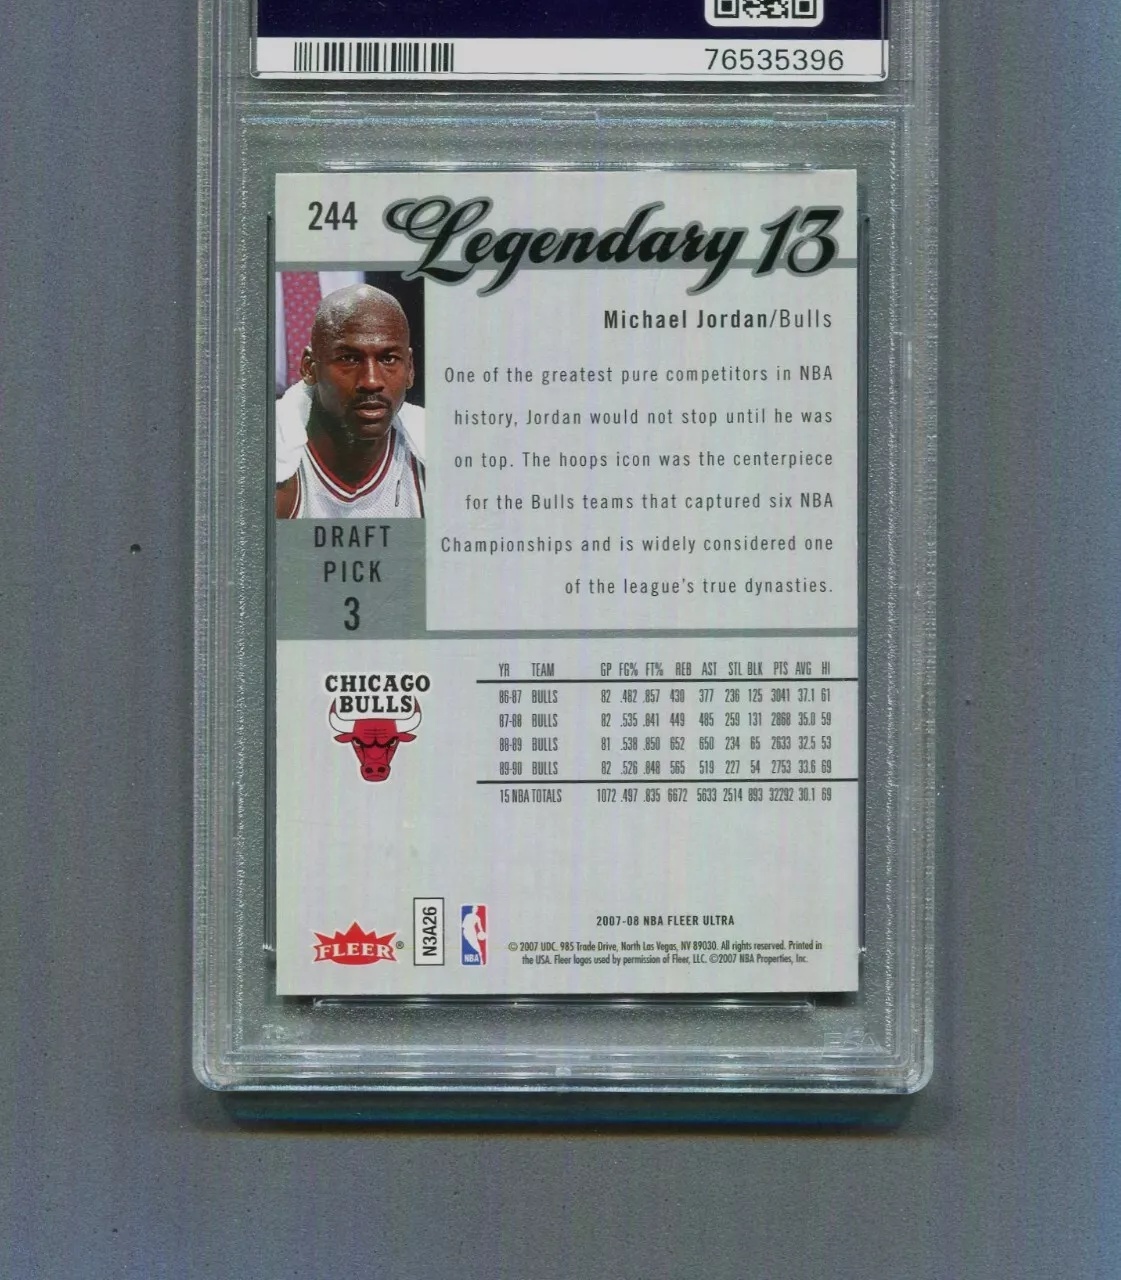 76535396
244
Legendary 13
Michael Jordan/Bulls
One of the greatest pure competitors in NBA
history, Jordan would not stop until he was
on top. The hoops icon was the centerpiece
for the Bulls teams that captured six NBA
Championships and is widely considered one
of the league's true dynasties.
DRAFT
PICK
3
CHICAGO
BULLS
YR TEAM GP FG% FT% REB AST STL BLK PTS AVG HI
86-87 BULLS 82 .482 .857 430 377 236 125 3041 37.1 61
87-88 BULLS 82 .535 .841 449 485 259 131 2868 35.0 59
88-89 BULLS 81 .538 .850 652 650 234 65 2633 32.5 53
89-90 BULLS 82 .526 .848 565 519 227 54 2753 33.6 69
15 NBA TOTALS 1072 .497 .835 6672 5633 2514 893 32292 30.1 69
FLEER®
N3A26
NBA
2007-08 NBA FLEER ULTRA
© 2007 UDC. 985 Trade Drive, North Las Vegas, NV 89030. All rights reserved. Printed in
the USA. Fleer logos used by permission of Fleer, LLC. ©2007 NBA Properties, Inc.